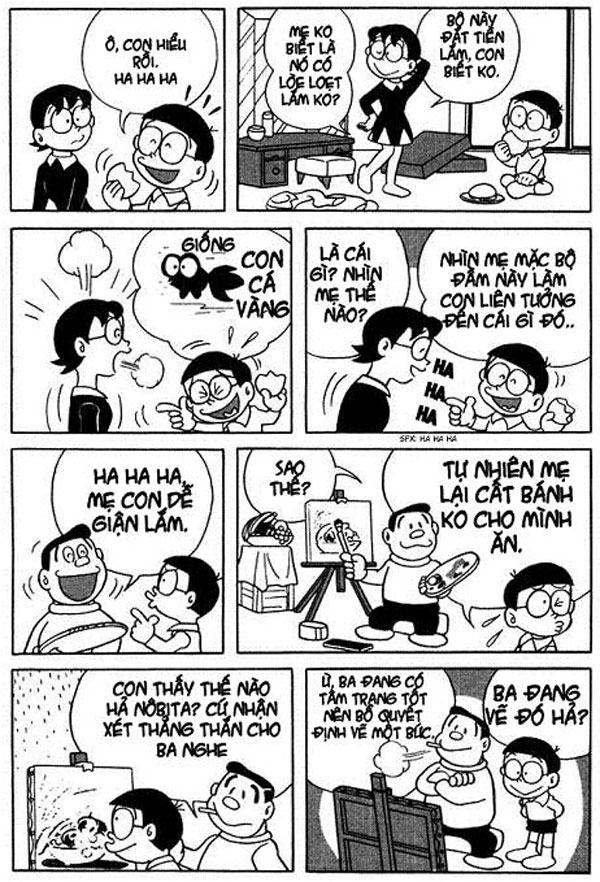 BỘ NÀY
ĐẮT TIỀN
LẮM, CON
BIẾT KO.
MẸ KO
BIẾT LÀ
NÓ CÓ
LÒE LOẸT
LẮM KO?
Ô, CON HIỂU
RỒI.
HA HA HA
NHÌN MẸ MẶC BỘ
ĐẦM NÀY LÀM
CON LIÊN TƯỞNG
ĐẾN CÁI GÌ ĐÓ..
LÀ CÁI
GÌ? NHÌN
MẸ THẾ
NÀO?
HA
HA
HA
SFX: HA HA HA
GIỐNG
CON
CÁ
VÀNG
TỰ NHIÊN MẸ
LẠI CẤT BÁNH
KO CHO MÌNH
ĂN.
SAO
THẾ?
HA HA HA,
MẸ CON DỄ
GIẬN LẮM.
BA ĐANG
VẼ ĐÓ HẢ?
Ừ, BA ĐANG CÓ
TÂM TRẠNG TỐT
NÊN BỐ QUYẾT
ĐỊNH VẼ MỘT BỨC.
CON THẤY THẾ NÀO
HẢ NÔBITA? CỨ NHẬN
XÉT THẲNG THẮN CHO
BA NGHE